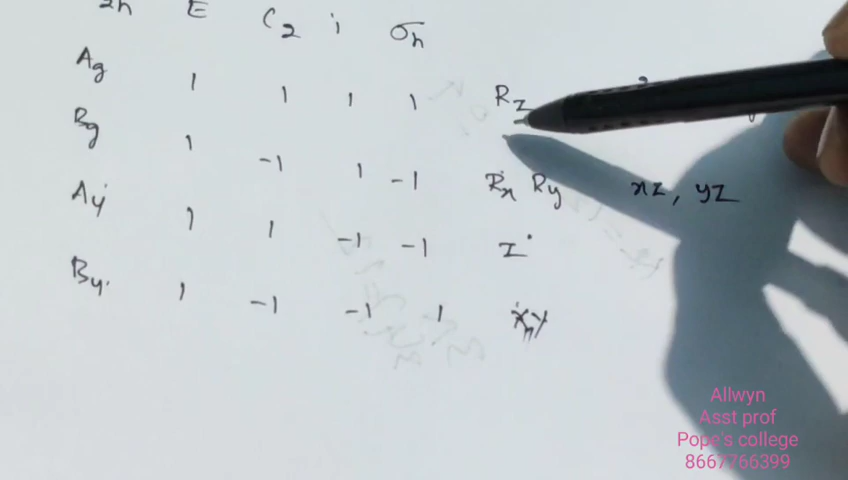 2h E C2 i σh
Ag 1 1 1 1 Rz
Bg 1 -1 1 -1 Rx Ry xz, yz
Au 1 1 -1 -1 z
Bu 1 -1 -1 1 x,y
Allwyn
Asst prof
Pope's college
8667766399